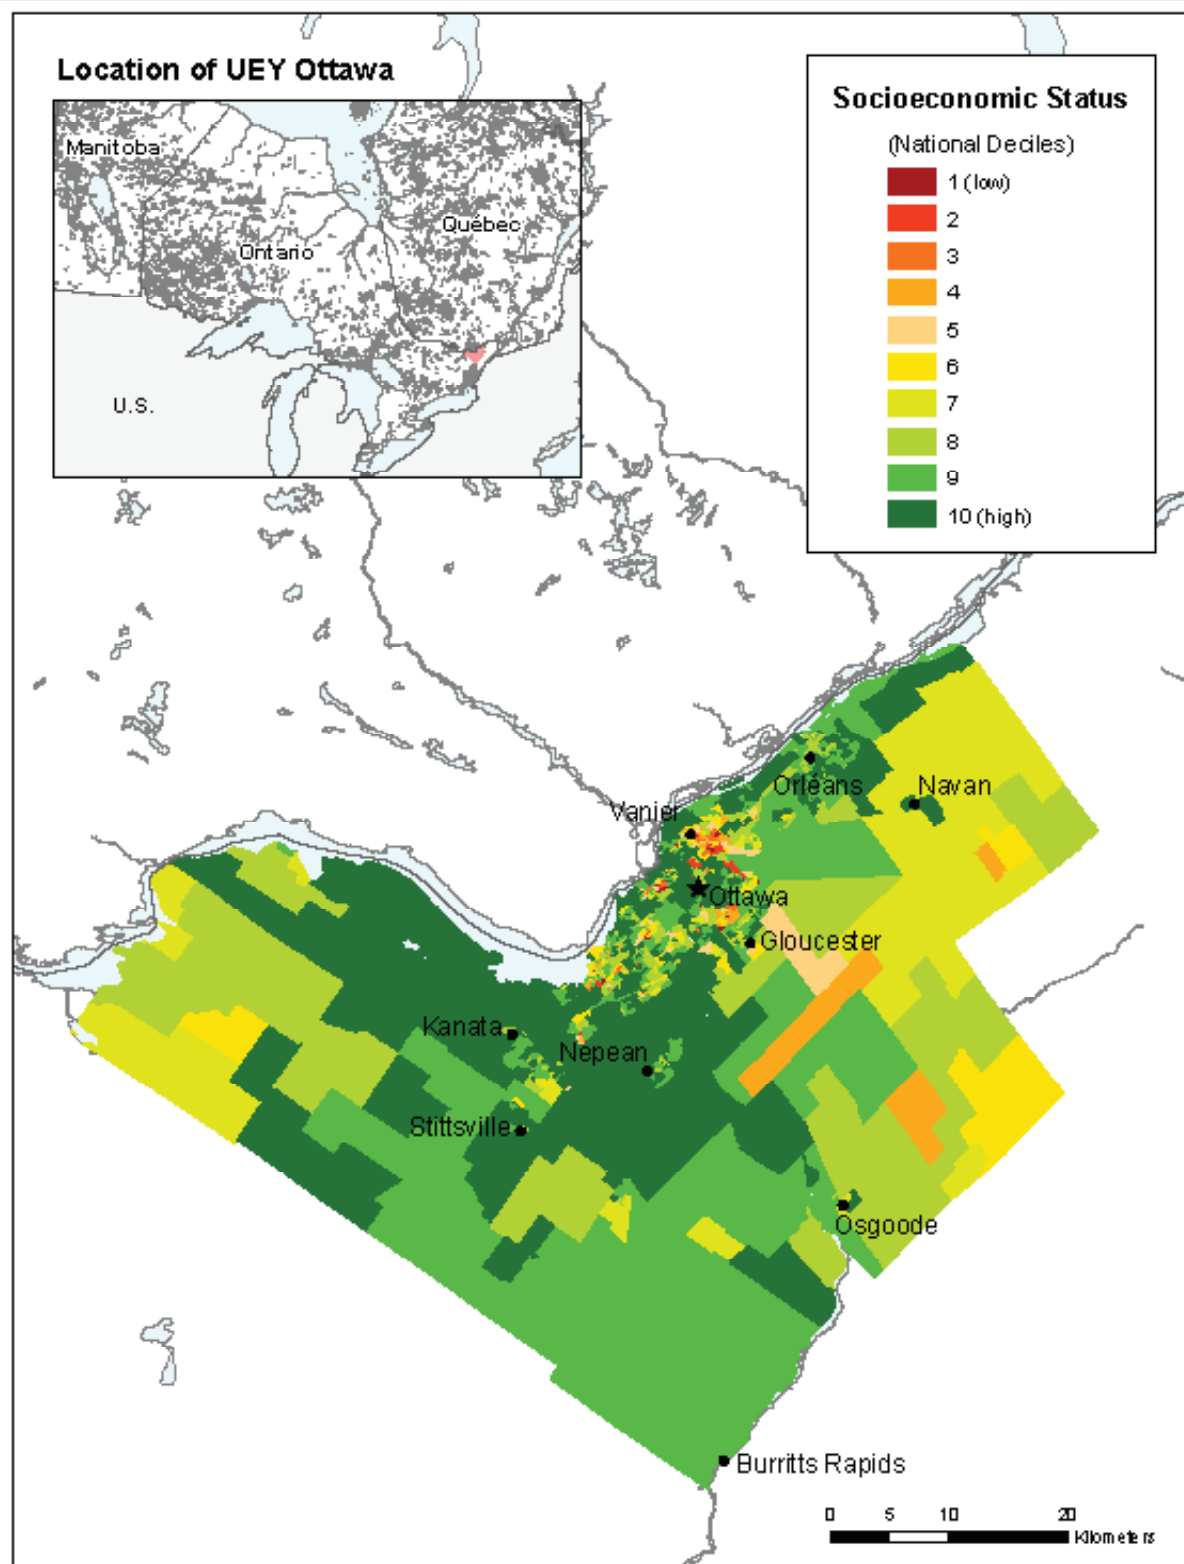 Location of UEY Ottawa
Manitoba
Ontario
Québec
U.S.
Socioeconomic Status
(National Deciles)
1 (low)
2
3
4
5
6
7
8
9
10 (high)
Orléans
Navan
Vanier
Ottawa
Gloucester
Kanata
Nepean
Stittsville
Osgoode
Burritts Rapids
0 5 10 20
Kilometers